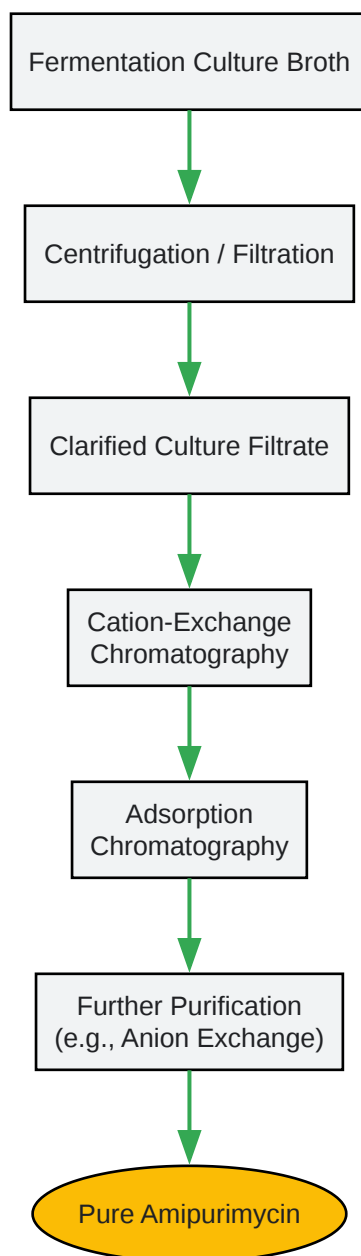 Fermentation Culture Broth
Centrifugation / Filtration
Clarified Culture Filtrate
Cation-Exchange
Chromatography
Adsorption
Chromatography
Further Purification
(e.g., Anion Exchange)
Pure Amipurimycin